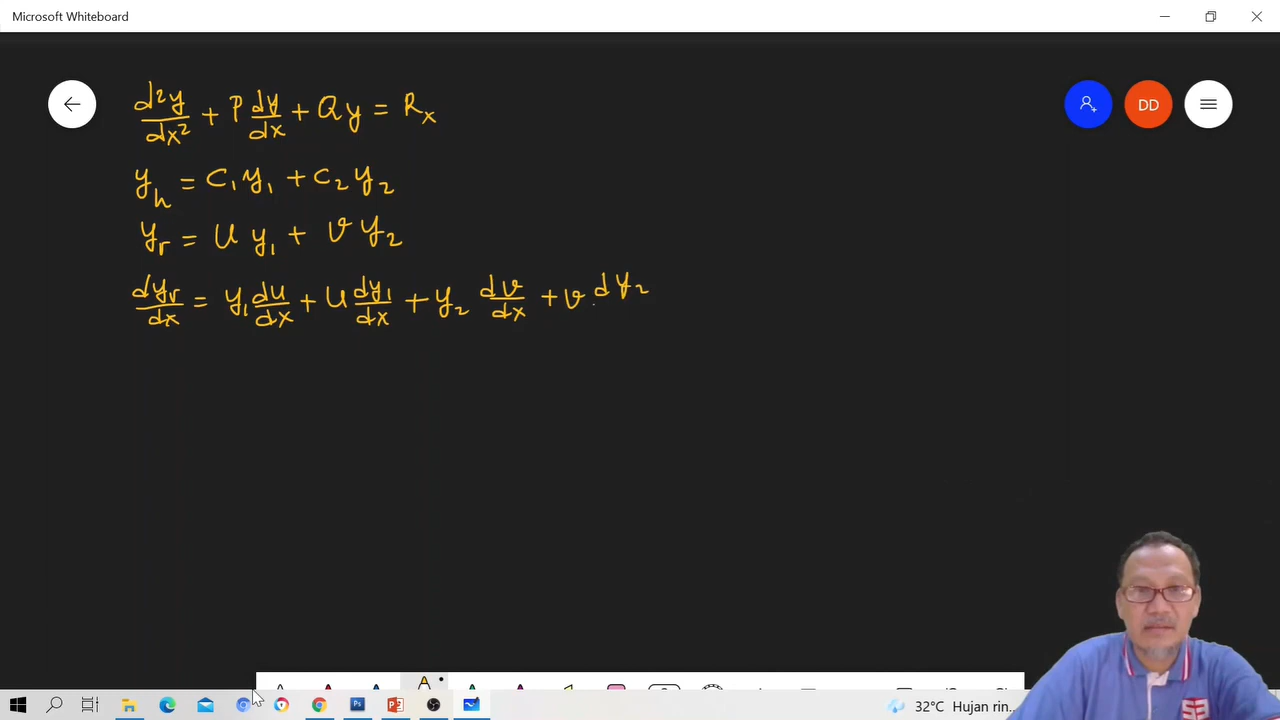 Microsoft Whiteboard
d²y/dx² + P dy/dx + Qy = Rx
DD
yh = C₁y₁ + C₂y₂
yr = U y₁ + v y₂
dyr/dx = y₁ du/dx + U dy₁/dx + y₂ dv/dx + v dy₂
32°C Hujan rin...